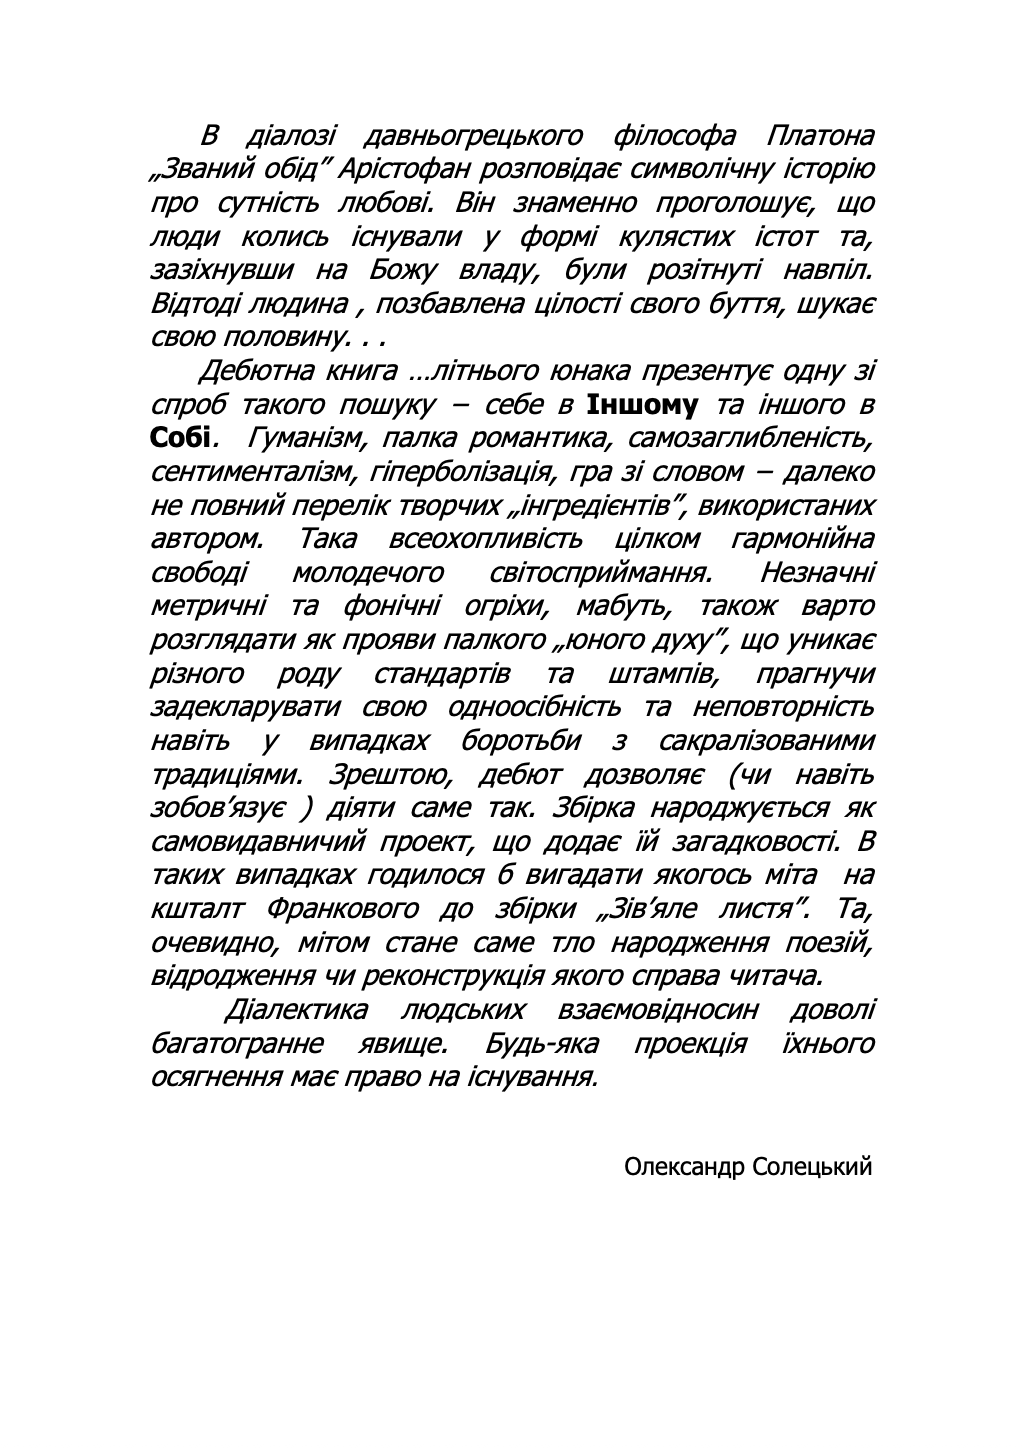 В діалозі давньогрецького філософа Платона
„Званий обід” Арістофан розповідає символічну історію
про сутність любові. Він знаменно проголошує, що
люди колись існували у формі кулястих істот та,
зазіхнувши на Божу владу, були розітнуті навпіл.
Відтоді людина , позбавлена цілості свого буття, шукає
свою половину. . .
Дебютна книга …літнього юнака презентує одну зі
спроб такого пошуку – себе в Іншому та іншого в
Собі. Гуманізм, палка романтика, самозаглибленість,
сентименталізм, гіперболізація, гра зі словом – далеко
не повний перелік творчих „інгредієнтів”, використаних
автором. Така всеохопливість цілком гармонійна
свободі молодечого світосприймання. Незначні
метричні та фонічні огріхи, мабуть, також варто
розглядати як прояви палкого „юного духу”, що уникає
різного роду стандартів та штампів, прагнучи
задекларувати свою одноосібність та неповторність
навіть у випадках боротьби з сакралізованими
традиціями. Зрештою, дебют дозволяє (чи навіть
зобов’язує ) діяти саме так. Збірка народжується як
самовидавничий проект, що додає їй загадковості. В
таких випадках годилося б вигадати якогось міта на
кшталт Франкового до збірки „Зів’яле листя”. Та,
очевидно, мітом стане саме тло народження поезій,
відродження чи реконструкція якого справа читача.
Діалектика людських взаємовідносин доволі
багатогранне явище. Будь-яка проекція їхнього
осягнення має право на існування.
Олександр Солецький